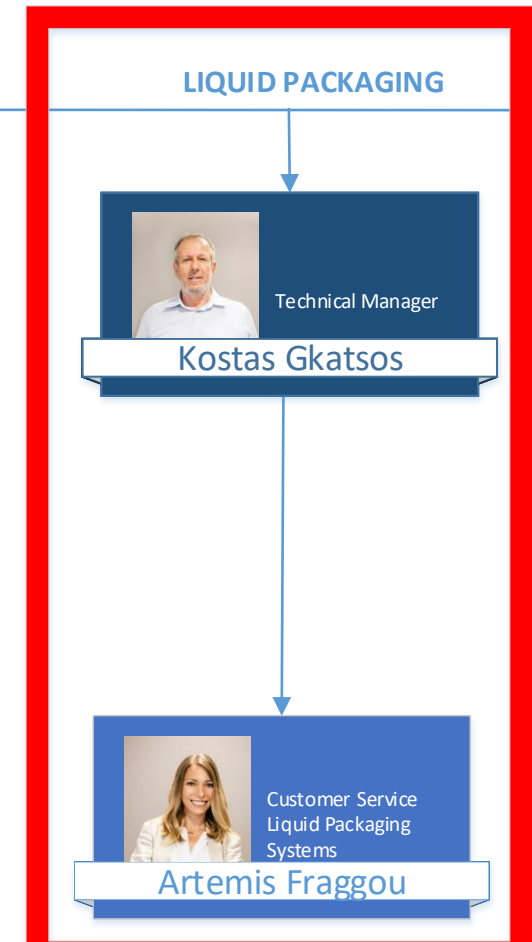 LIQUID PACKAGING
Technical Manager
Kostas Gkatsos
Customer Service
Liquid Packaging
Systems
Artemis Fraggou